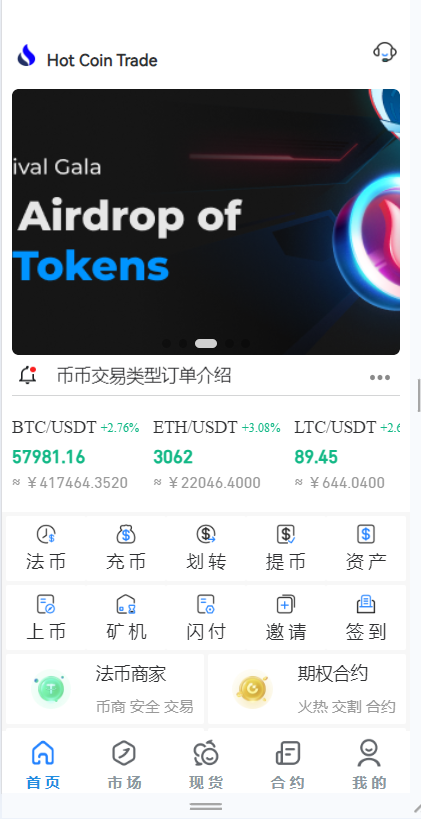 Hot Coin Trade
ival Gala
Airdrop of
Tokens
币币交易类型订单介绍
BTC/USDT +2.76% ETH/USDT +3.08% LTC/USDT +2.6
57981.16 3062 89.45
≈ ￥417464.3520 ≈ ￥22046.4000 ≈ ￥644.0400
法币 充币 划转 提币 资产
上币 矿机 闪付 邀请 签到
法币商家 期权合约
币商 安全 交易 火热 交割 合约
首页 市场 现货 合约 我的